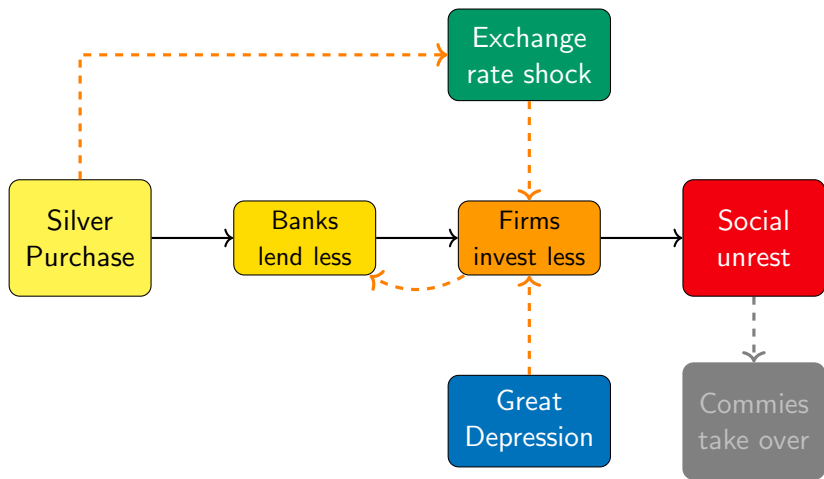 Exchange
rate shock
Silver
Purchase
Banks
lend less
Firms
invest less
Social
unrest
Great
Depression
Commies
take over